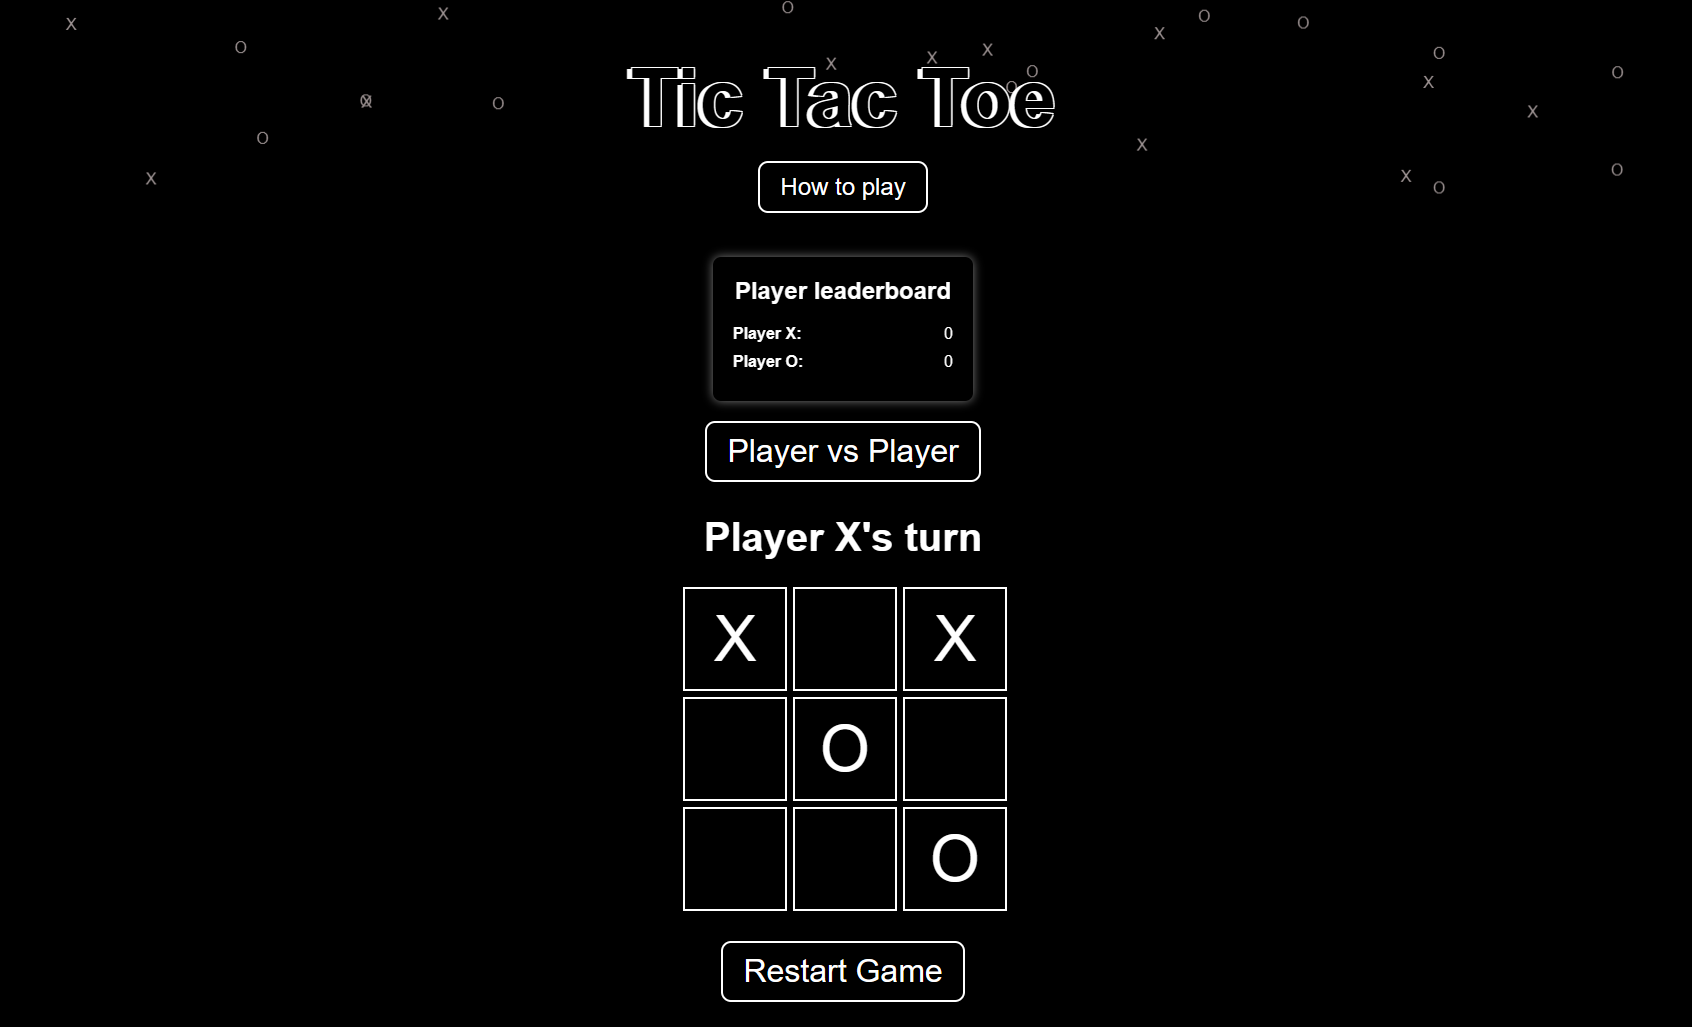 X O X O X X X O X O O O X O
O X O O X X O
O X X O X O
Tic Tac Toe
How to play
Player leaderboard
Player X: 0
Player O: 0
Player vs Player
Player X's turn
X X
O
O
Restart Game